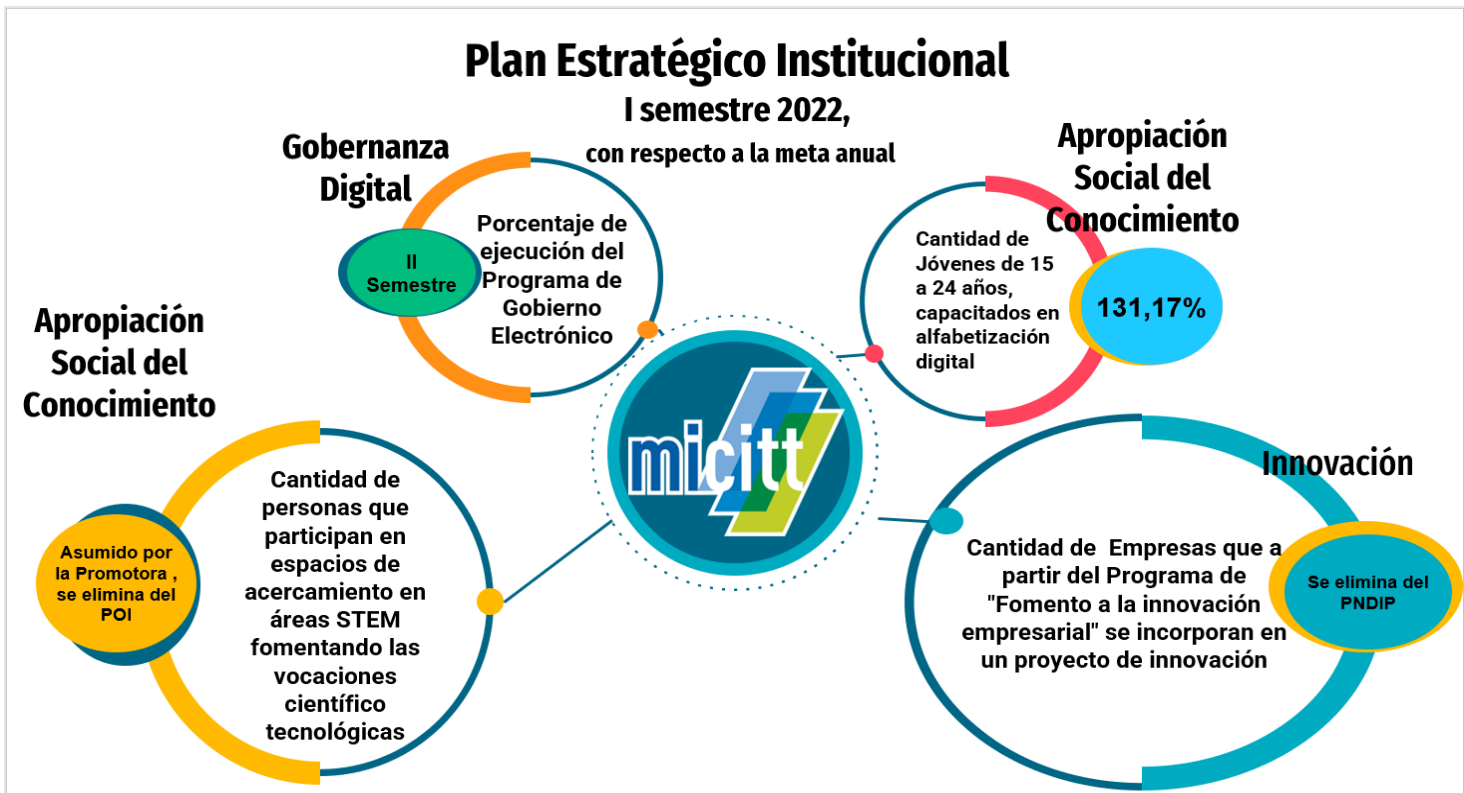 Plan Estratégico Institucional
I semestre 2022,
con respecto a la meta anual
Gobernanza
Digital
II
Semestre
Porcentaje de
ejecución del
Programa de
Gobierno
Electrónico
Apropiación
Social del
Conocimiento
Cantidad de
Jóvenes de 15
a 24 años,
capacitados en
alfabetización
digital
131,17%
Apropiación
Social del
Conocimiento
Asumido por
la Promotora ,
se elimina del
POI
Cantidad de
personas que
participan en
espacios de
acercamiento en
áreas STEM
fomentando las
vocaciones
científico
tecnológicas
micitt
Innovación
Cantidad de  Empresas que a
partir del Programa de
"Fomento a la innovación
empresarial" se incorporan en
un proyecto de innovación
Se elimina del
PNDIP